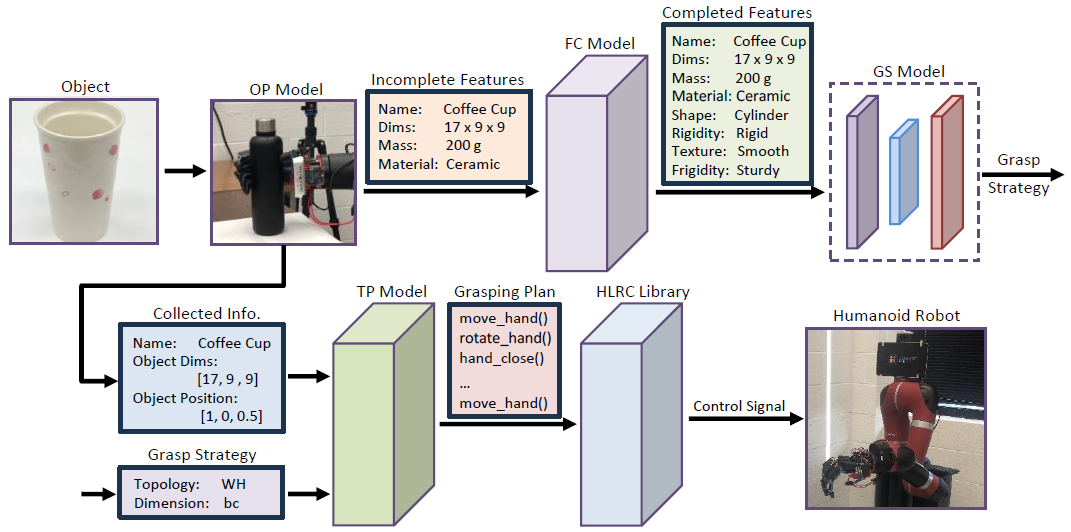 Object
OP Model
Incomplete Features
Name: Coffee Cup
Dims: 17 x 9 x 9
Mass: 200 g
Material: Ceramic
FC Model
Completed Features
Name: Coffee Cup
Dims: 17 x 9 x 9
Mass: 200 g
Material: Ceramic
Shape: Cylinder
Rigidity: Rigid
Texture: Smooth
Frigidity: Sturdy
GS Model
Grasp
Strategy
Collected Info.
Name: Coffee Cup
Object Dims:
[17, 9 , 9]
Object Position:
[1, 0, 0.5]
Grasp Strategy
Topology: WH
Dimension: bc
TP Model
Grasping Plan
move_hand()
rotate_hand()
hand_close()
...
move_hand()
HLRC Library
Control Signal
Humanoid Robot